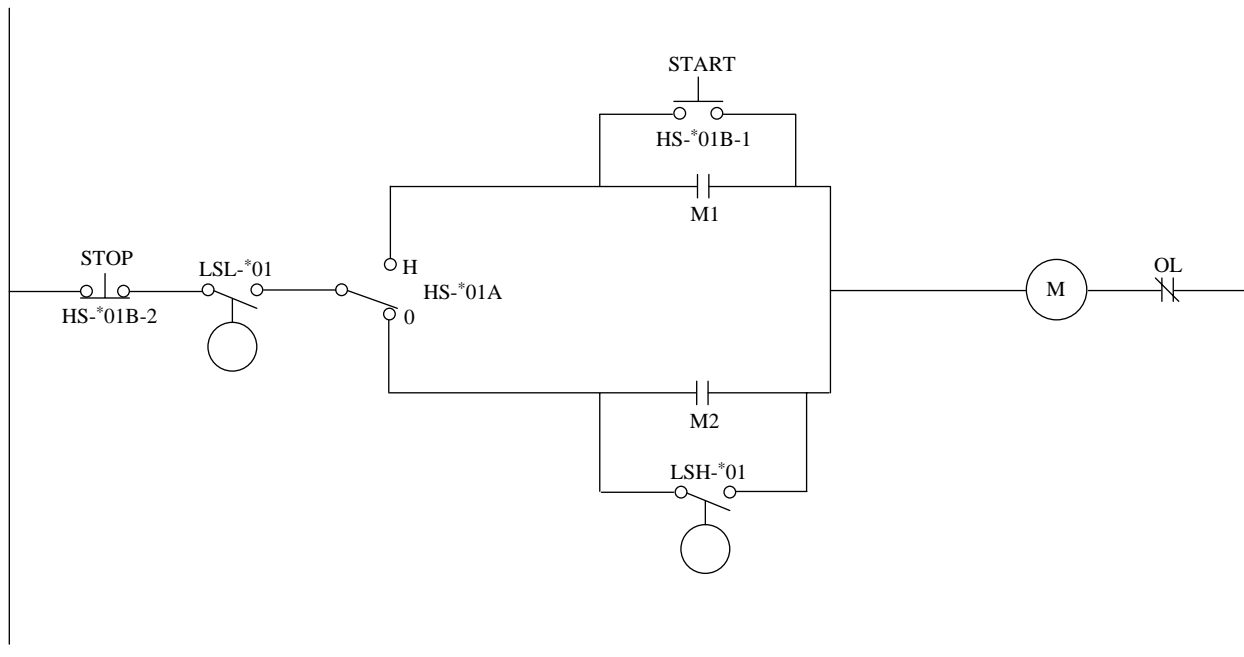 START
HS-*01B-1
M1
STOP
LSL-*01
H
HS-*01A
OL
M
HS-*01B-2
0
M2
LSH-*01